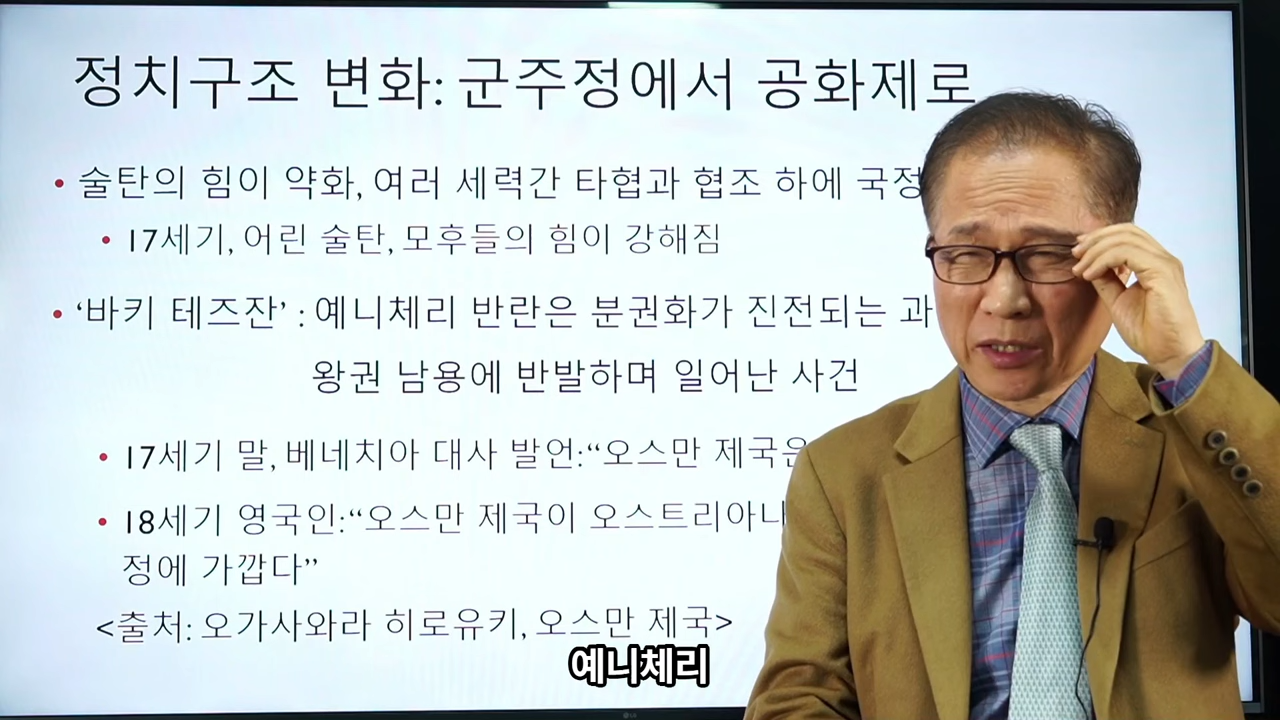 정치구조 변화: 군주정에서 공화제로
• 술탄의 힘이 약화, 여러 세력간 타협과 협조 하에 국정
• 17세기, 어린 술탄, 모후들의 힘이 강해짐
• ‘바키 테즈잔’ : 예니체리 반란은 분권화가 진전되는 과
왕권 남용에 반발하며 일어난 사건
• 17세기 말, 베네치아 대사 발언:“오스만 제국은
• 18세기 영국인:“오스만 제국이 오스트리아나
정에 가깝다”
<출처: 오가사와라 히로유키, 오스만 제국>
예니체리
LG